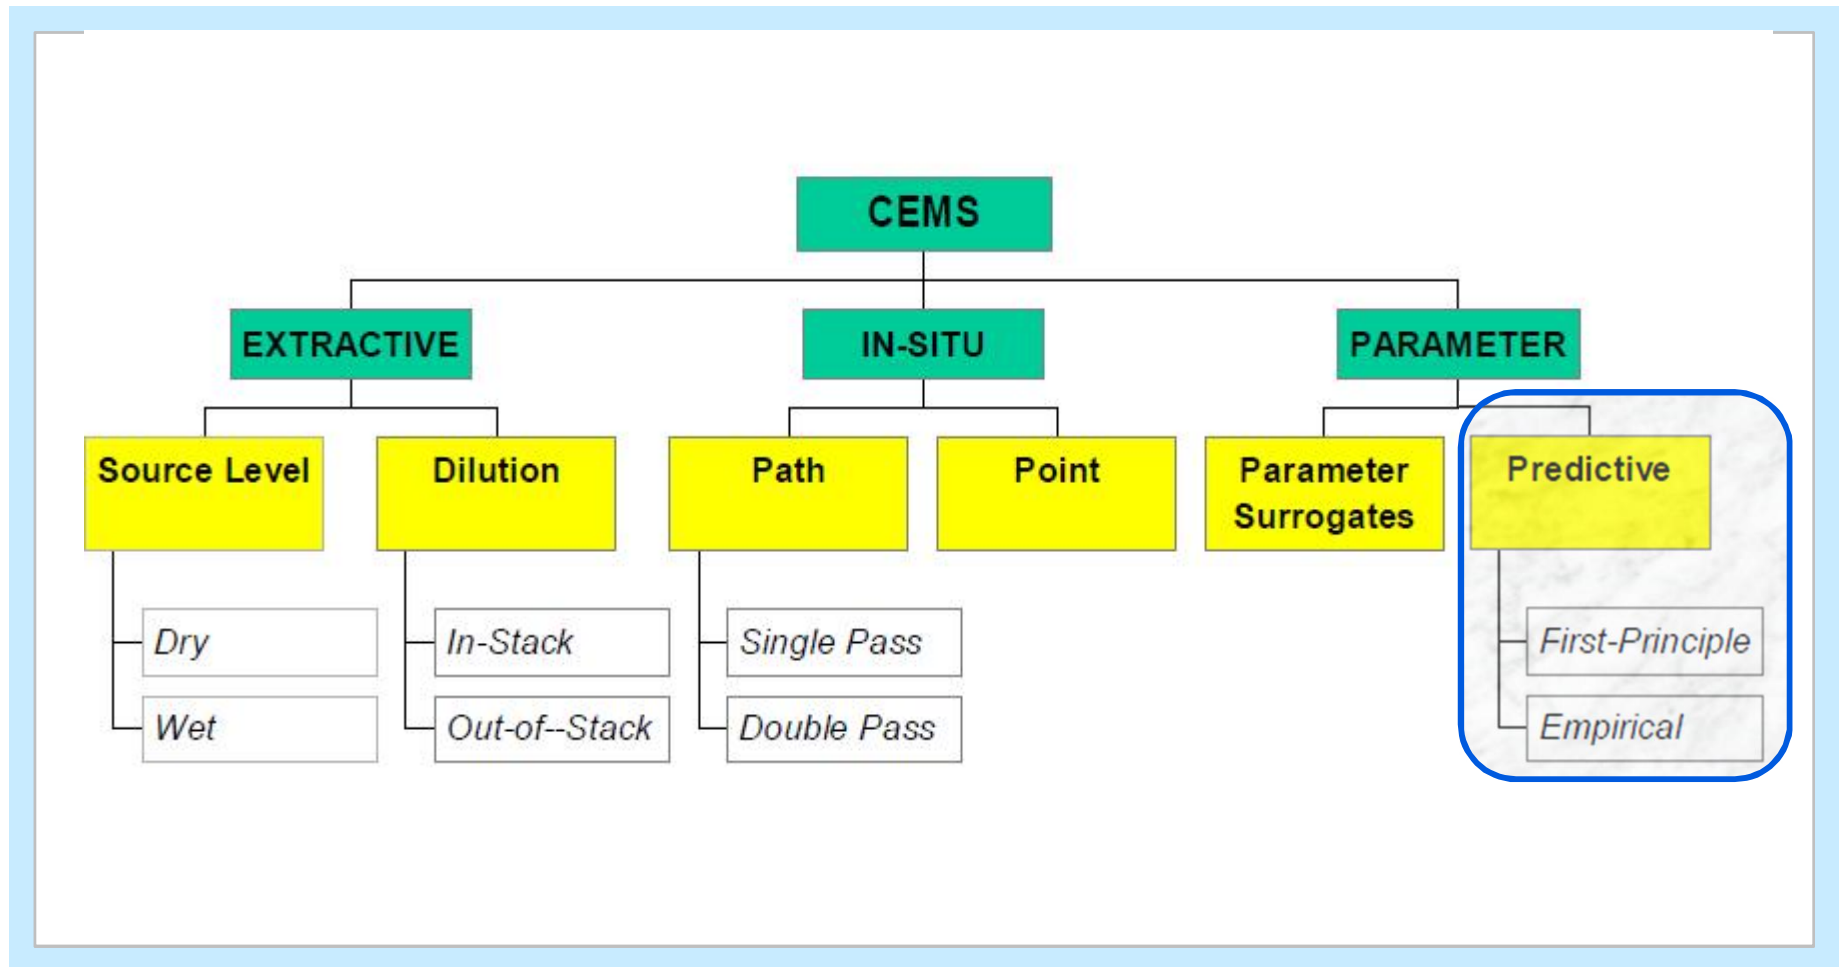 CEMS
EXTRACTIVE
IN-SITU
PARAMETER
Source Level
Dilution
Path
Point
Parameter
Surrogates
Predictive
Dry
In-Stack
Single Pass
First-Principle
Wet
Out-of--Stack
Double Pass
Empirical